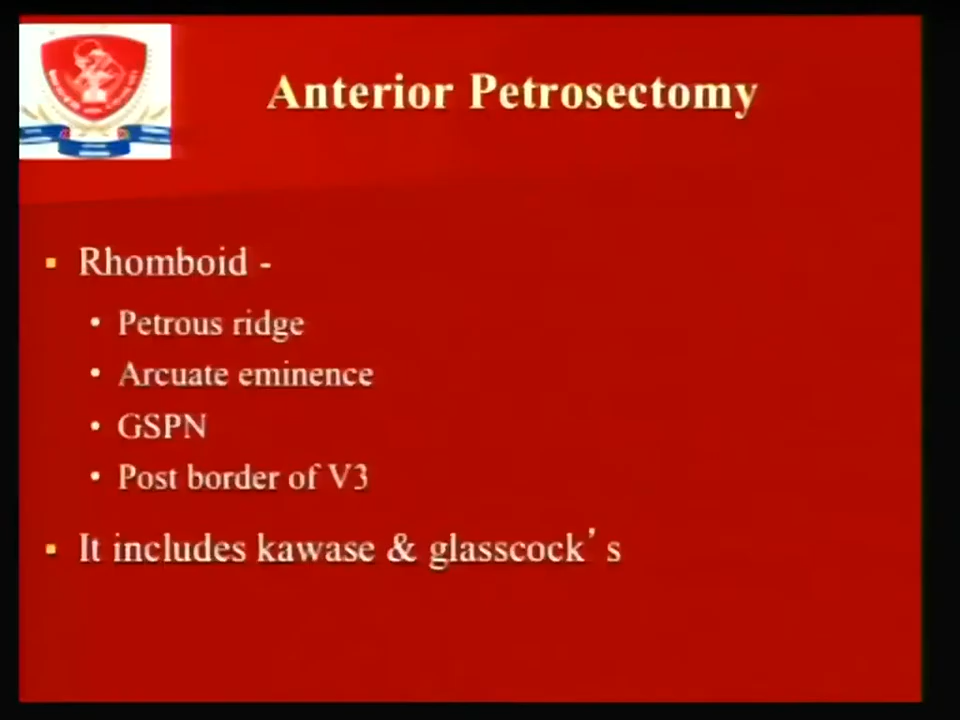 Anterior Petrosectomy
Rhomboid -
Petrous ridge
Arcuate eminence
GSPN
Post border of V3
It includes kawase & glasscock’ s